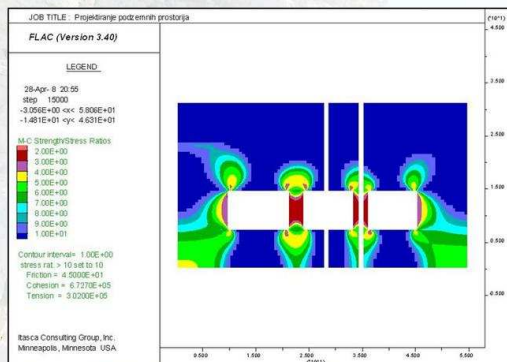 JOB TITLE : Projektiranje podzemnih prostorija
(*10^1)
FLAC (Version 3.40)
LEGEND
28-Apr- 8 20:55
step 15000
-3.056E+00 <x< 5.806E+01
-1.481E+01 <y< 4.631E+01
M-C Strength/Stress Ratios
2.00E+00
3.00E+00
4.00E+00
5.00E+00
6.00E+00
7.00E+00
8.00E+00
9.00E+00
1.00E+01
Contour interval= 1.00E+00
stress rat. > 10 set to 10
Friction = 4.5000E+01
Cohesion = 6.7270E+05
Tension = 3.0200E+05
Itasca Consulting Group, Inc.
Minneapolis, Minnesota USA
4.500
3.500
2.500
1.500
0.500
-0.500
0.500
1.500
2.500
3.500
4.500
5.500
(*10^1)